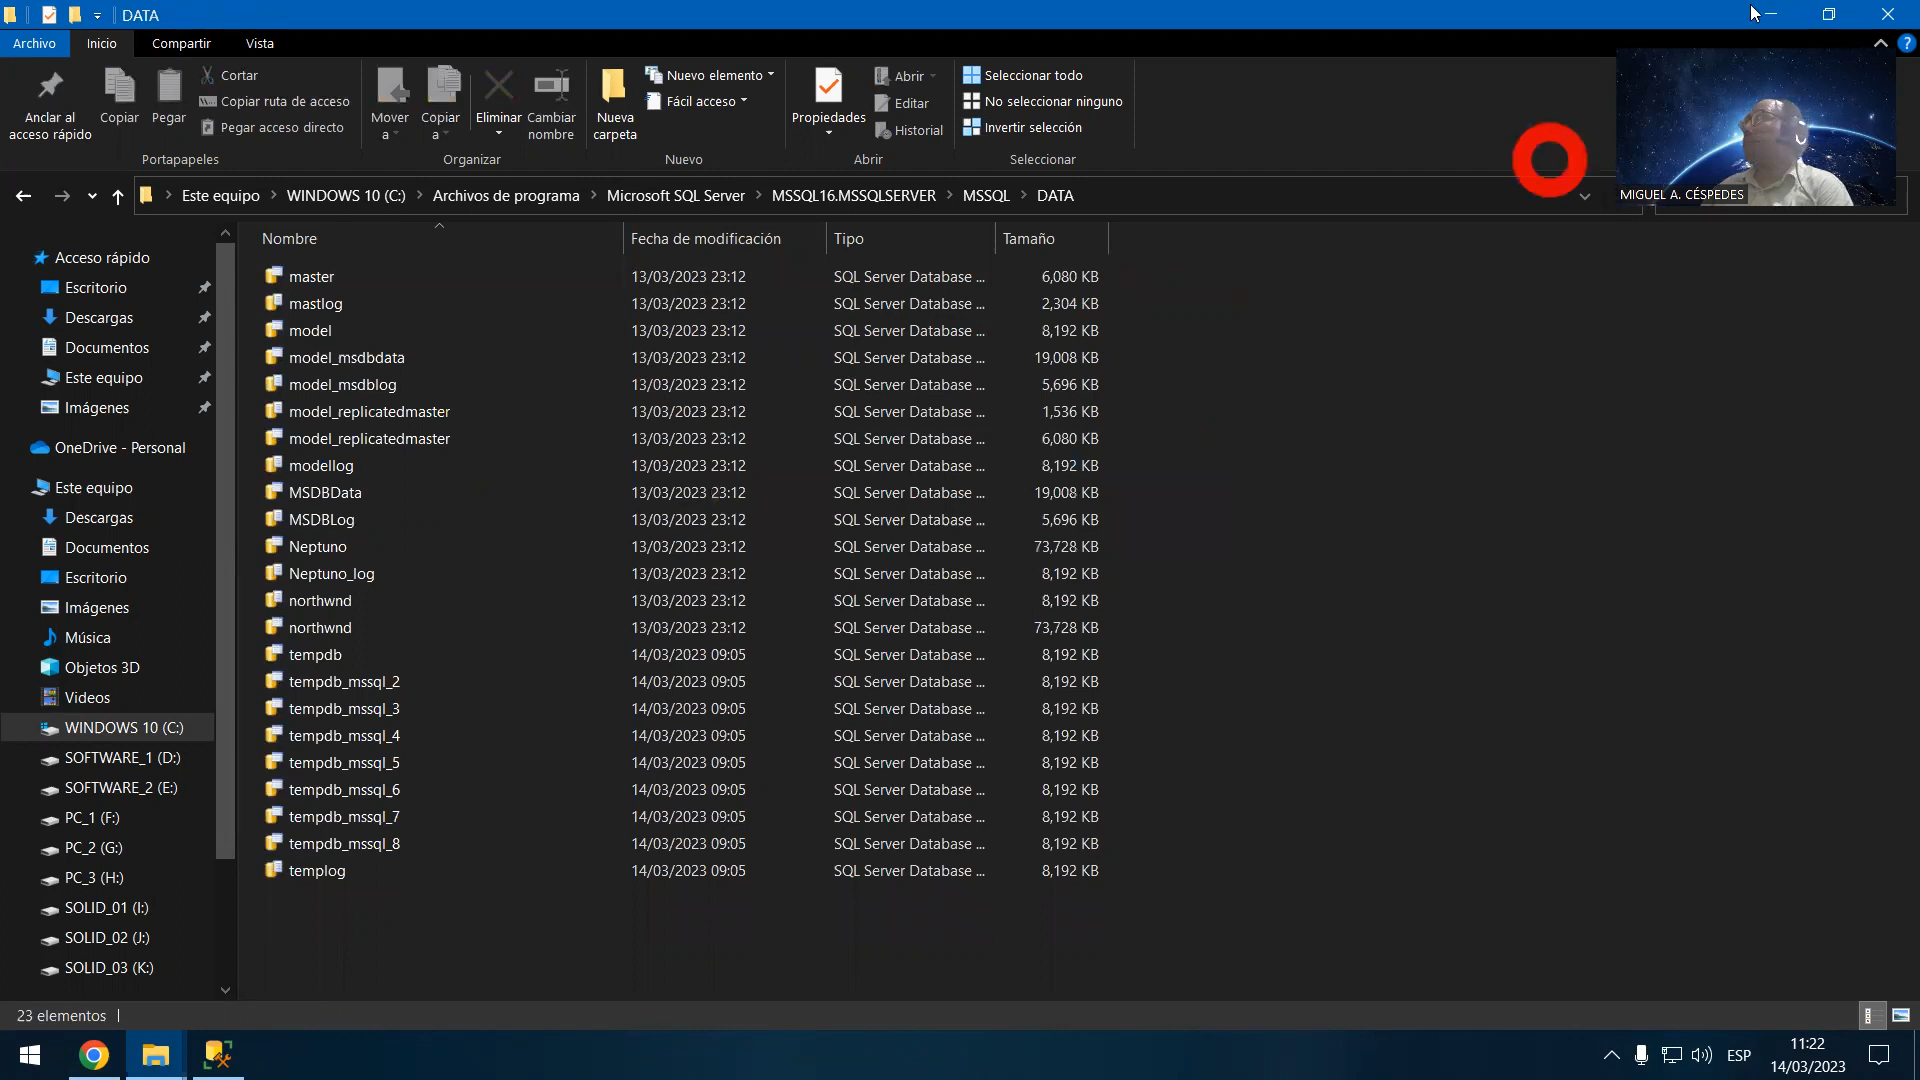 DATA
Archivo Inicio Compartir Vista
Anclar al acceso rápido
Copiar
Pegar
Cortar
Copiar ruta de acceso
Pegar acceso directo
Portapapeles
Mover a
Copiar a
Eliminar
Cambiar nombre
Organizar
Nueva carpeta
Nuevo elemento
Fácil acceso
Nuevo
Propiedades
Abrir
Editar
Historial
Abrir
Seleccionar todo
No seleccionar ninguno
Invertir selección
Seleccionar
MIGUEL A. CÉSPEDES
Este equipo WINDOWS 10 (C:) Archivos de programa Microsoft SQL Server MSSQL16.MSSQLSERVER MSSQL DATA
Acceso rápido
Escritorio
Descargas
Documentos
Este equipo
Imágenes
OneDrive - Personal
Este equipo
Descargas
Documentos
Escritorio
Imágenes
Música
Objetos 3D
Videos
WINDOWS 10 (C:)
SOFTWARE_1 (D:)
SOFTWARE_2 (E:)
PC_1 (F:)
PC_2 (G:)
PC_3 (H:)
SOLID_01 (I:)
SOLID_02 (J:)
SOLID_03 (K:)
Nombre Fecha de modificación Tipo Tamaño
master 13/03/2023 23:12 SQL Server Database ... 6,080 KB
mastlog 13/03/2023 23:12 SQL Server Database ... 2,304 KB
model 13/03/2023 23:12 SQL Server Database ... 8,192 KB
model_msdbdata 13/03/2023 23:12 SQL Server Database ... 19,008 KB
model_msdblog 13/03/2023 23:12 SQL Server Database ... 5,696 KB
model_replicatedmaster 13/03/2023 23:12 SQL Server Database ... 1,536 KB
model_replicatedmaster 13/03/2023 23:12 SQL Server Database ... 6,080 KB
modellog 13/03/2023 23:12 SQL Server Database ... 8,192 KB
MSDBData 13/03/2023 23:12 SQL Server Database ... 19,008 KB
MSDBLog 13/03/2023 23:12 SQL Server Database ... 5,696 KB
Neptuno 13/03/2023 23:12 SQL Server Database ... 73,728 KB
Neptuno_log 13/03/2023 23:12 SQL Server Database ... 8,192 KB
northwnd 13/03/2023 23:12 SQL Server Database ... 8,192 KB
northwnd 13/03/2023 23:12 SQL Server Database ... 73,728 KB
tempdb 14/03/2023 09:05 SQL Server Database ... 8,192 KB
tempdb_mssql_2 14/03/2023 09:05 SQL Server Database ... 8,192 KB
tempdb_mssql_3 14/03/2023 09:05 SQL Server Database ... 8,192 KB
tempdb_mssql_4 14/03/2023 09:05 SQL Server Database ... 8,192 KB
tempdb_mssql_5 14/03/2023 09:05 SQL Server Database ... 8,192 KB
tempdb_mssql_6 14/03/2023 09:05 SQL Server Database ... 8,192 KB
tempdb_mssql_7 14/03/2023 09:05 SQL Server Database ... 8,192 KB
tempdb_mssql_8 14/03/2023 09:05 SQL Server Database ... 8,192 KB
templog 14/03/2023 09:05 SQL Server Database ... 8,192 KB
23 elementos
ESP
11:22
14/03/2023